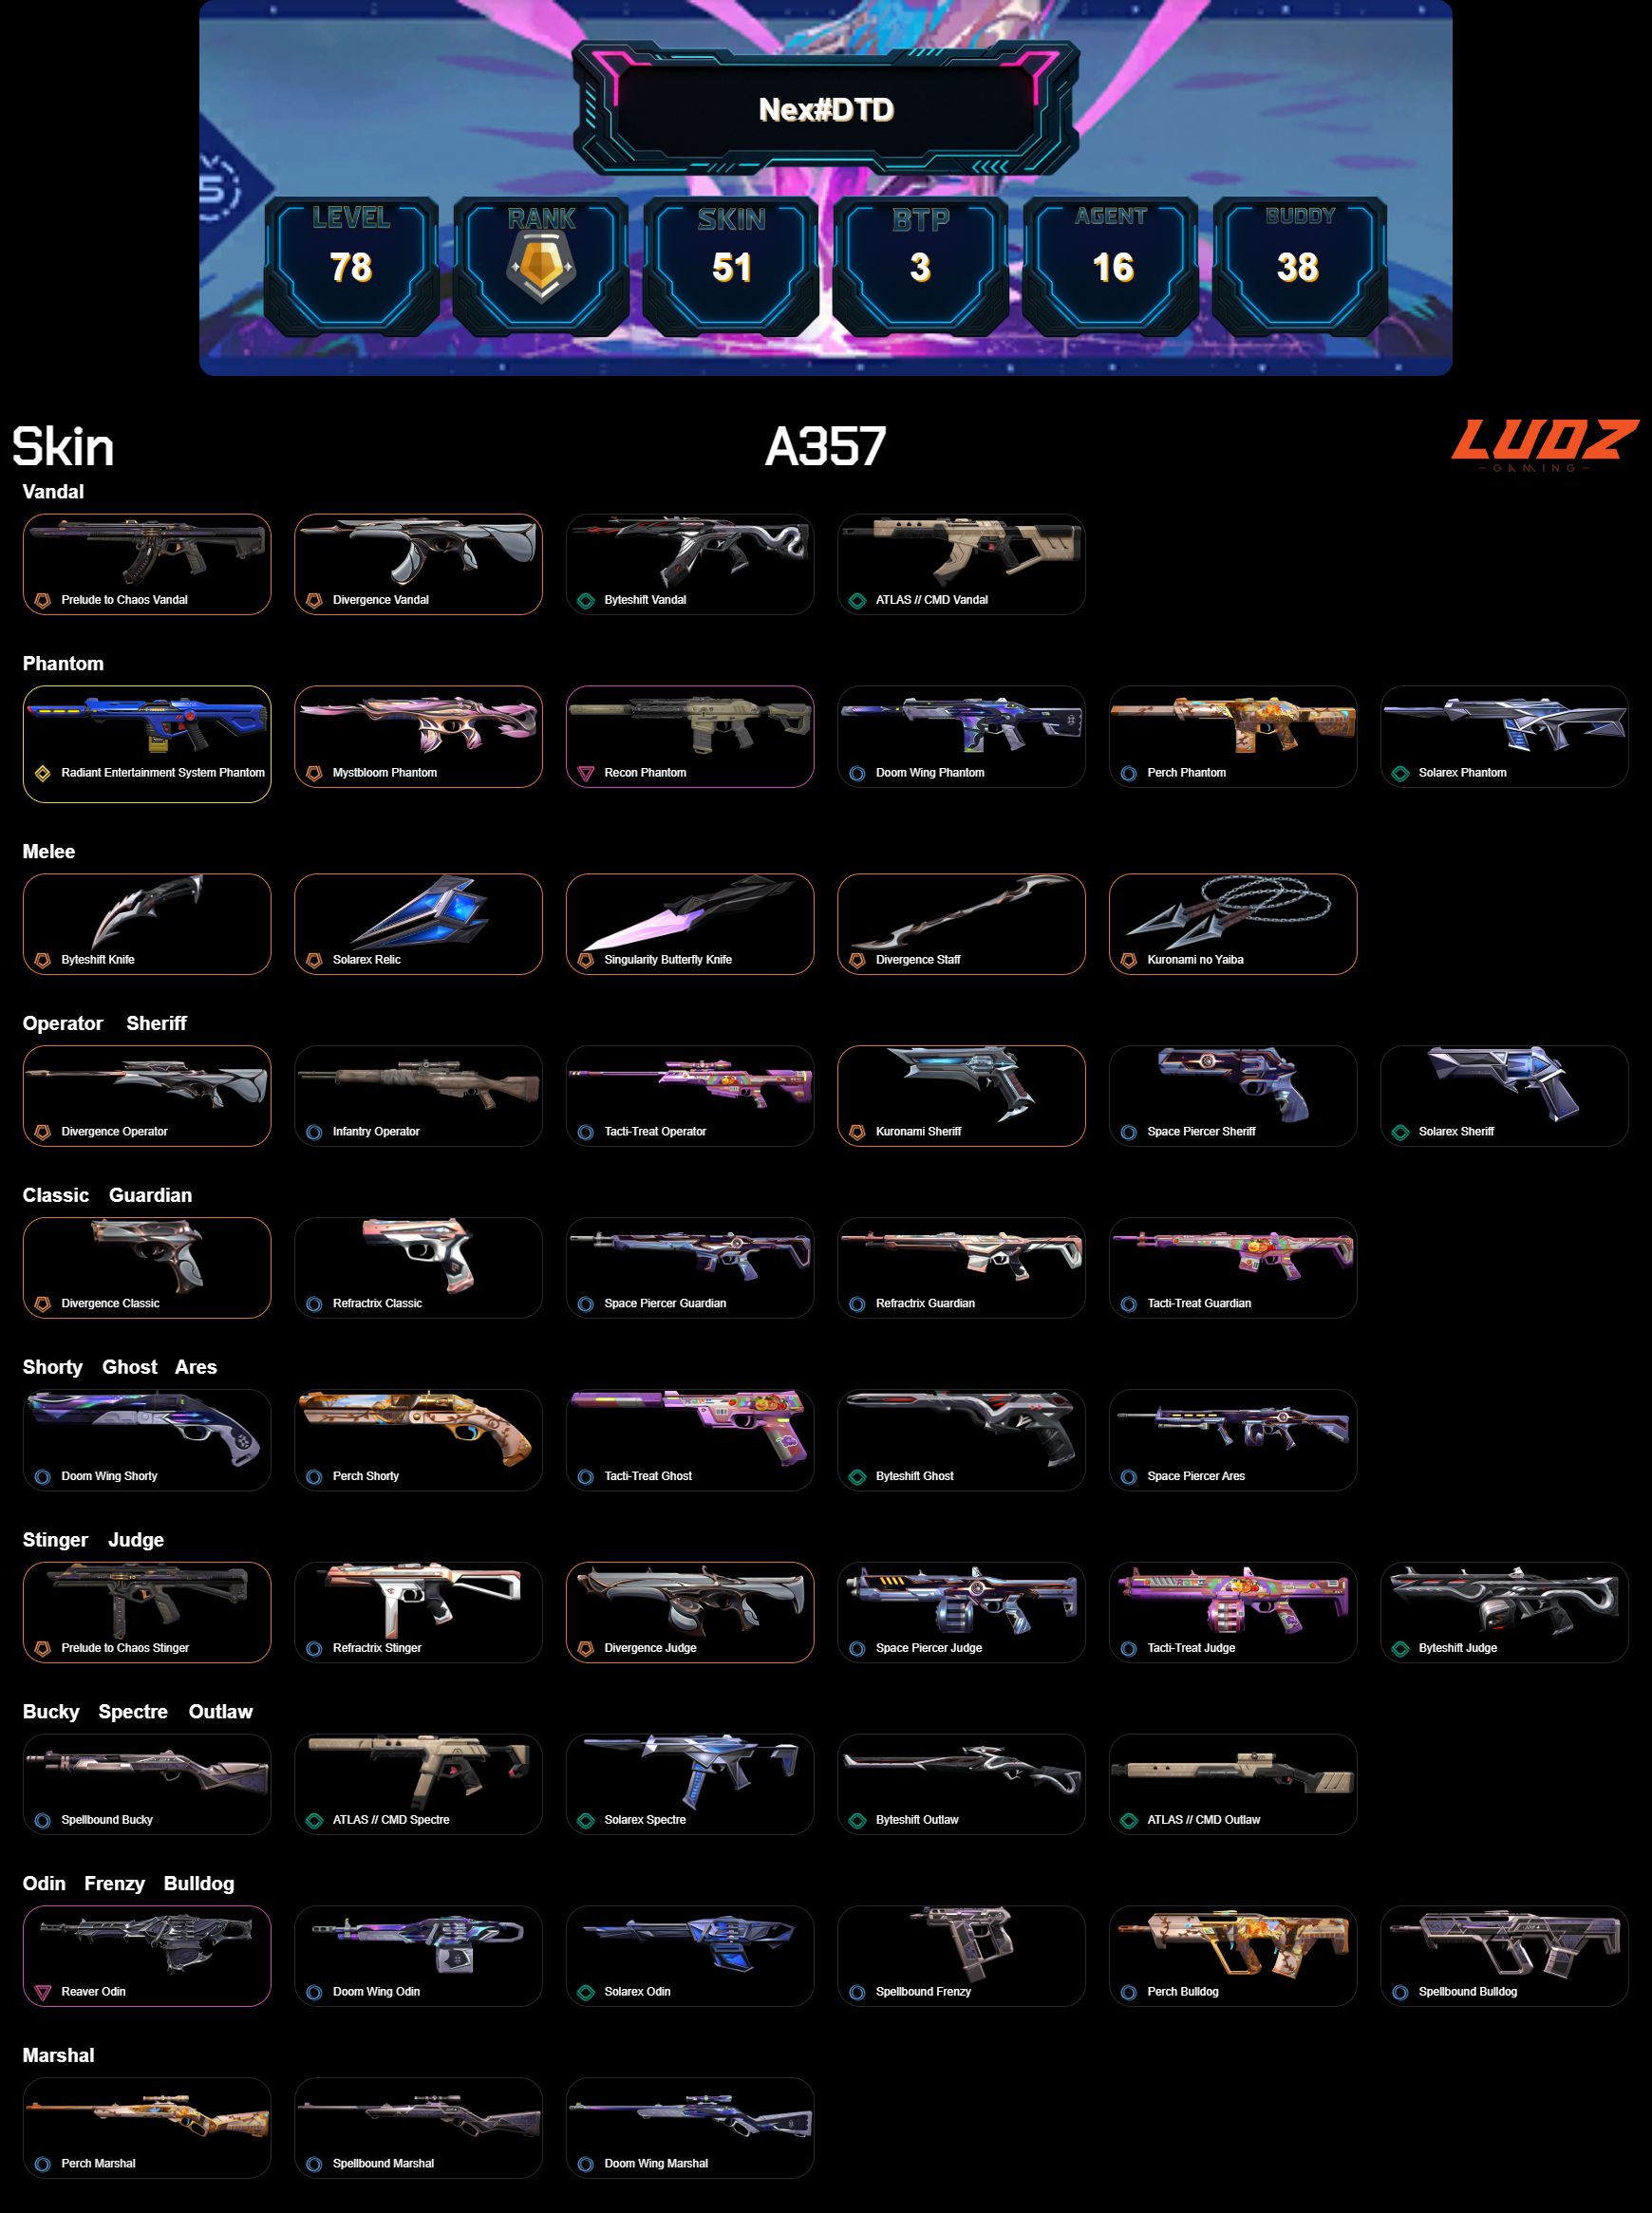 Nex#DTD
LEVEL RANK SKIN BTP AGENT BUDDY
78 51 3 16 38
5
Skin A357 LUDZ
GAMING
Vandal
Prelude to Chaos Vandal Divergence Vandal Byteshift Vandal ATLAS // CMD Vandal
Phantom
Radiant Entertainment System Phantom Mystbloom Phantom Recon Phantom Doom Wing Phantom Perch Phantom Solarex Phantom
Melee
Byteshift Knife Solarex Relic Singularity Butterfly Knife Divergence Staff Kuronami no Yaiba
Operator Sheriff
Divergence Operator Infantry Operator Tacti-Treat Operator Kuronami Sheriff Space Piercer Sheriff Solarex Sheriff
Classic Guardian
Divergence Classic Refractrix Classic Space Piercer Guardian Refractrix Guardian Tacti-Treat Guardian
Shorty Ghost Ares
Doom Wing Shorty Perch Shorty Tacti-Treat Ghost Byteshift Ghost Space Piercer Ares
Stinger Judge
Prelude to Chaos Stinger Refractrix Stinger Divergence Judge Space Piercer Judge Tacti-Treat Judge Byteshift Judge
Bucky Spectre Outlaw
Spellbound Bucky ATLAS // CMD Spectre Solarex Spectre Byteshift Outlaw ATLAS // CMD Outlaw
Odin Frenzy Bulldog
Reaver Odin Doom Wing Odin Solarex Odin Spellbound Frenzy Perch Bulldog Spellbound Bulldog
Marshal
Perch Marshal Spellbound Marshal Doom Wing Marshal